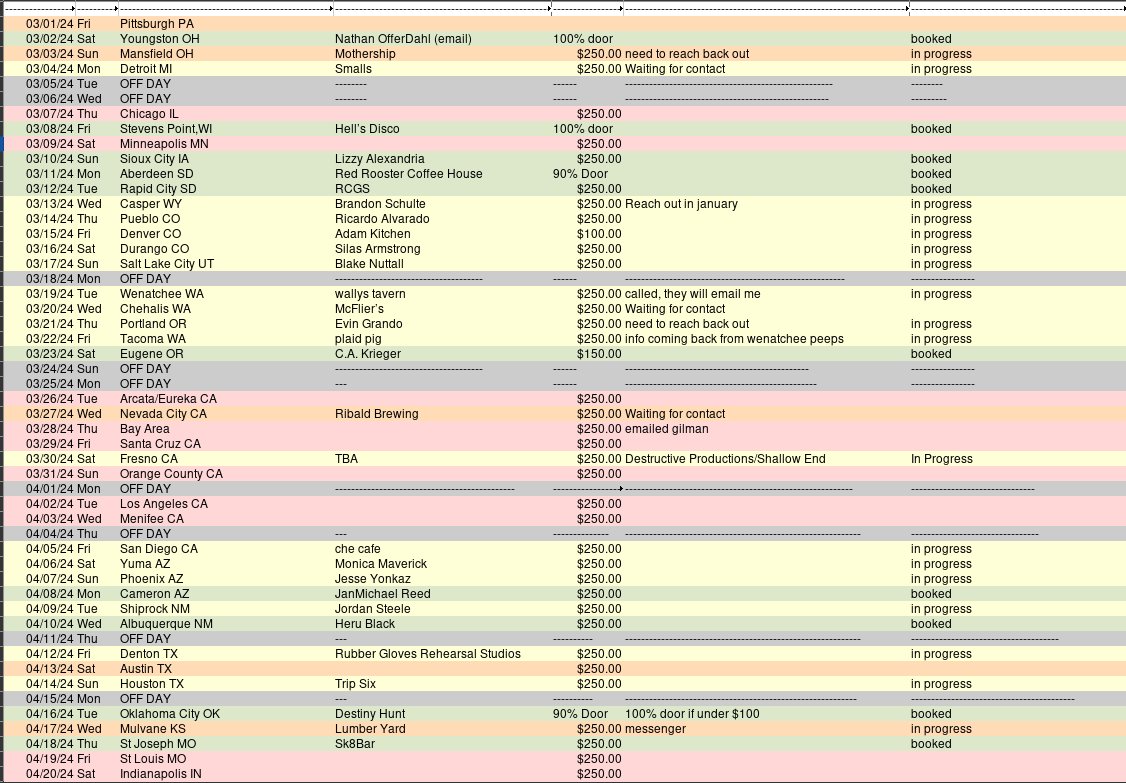 03/01/24 Fri Pittsburgh PA
03/02/24 Sat Youngston OH Nathan OfferDahl (email) 100% door booked
03/03/24 Sun Mansfield OH Mothership $250.00 need to reach back out in progress
03/04/24 Mon Detroit MI Smalls $250.00 Waiting for contact in progress
03/05/24 Tue OFF DAY -------- ------ ---------------------------------------------------- --------
03/06/24 Wed OFF DAY -------- ------ --------------------------------------------------- ---------
03/07/24 Thu Chicago IL $250.00
03/08/24 Fri Stevens Point,WI Hell's Disco 100% door booked
03/09/24 Sat Minneapolis MN $250.00
03/10/24 Sun Sioux City IA Lizzy Alexandria $250.00 booked
03/11/24 Mon Aberdeen SD Red Rooster Coffee House 90% Door booked
03/12/24 Tue Rapid City SD RCGS $250.00 booked
03/13/24 Wed Casper WY Brandon Schulte $250.00 Reach out in january in progress
03/14/24 Thu Pueblo CO Ricardo Alvarado $250.00 in progress
03/15/24 Fri Denver CO Adam Kitchen $100.00 in progress
03/16/24 Sat Durango CO Silas Armstrong $250.00 in progress
03/17/24 Sun Salt Lake City UT Blake Nuttall $250.00 in progress
03/18/24 Mon OFF DAY ------------------------------------- ------ ------------------------------------------------------- ----------------
03/19/24 Tue Wenatchee WA wallys tavern $250.00 called, they will email me in progress
03/20/24 Wed Chehalis WA McFlier's $250.00 Waiting for contact
03/21/24 Thu Portland OR Evin Grando $250.00 need to reach back out in progress
03/22/24 Fri Tacoma WA plaid pig $250.00 info coming back from wenatchee peeps in progress
03/23/24 Sat Eugene OR C.A. Krieger $150.00 booked
03/24/24 Sun OFF DAY ------------------------------------- ------ ---------------------------------------------- ----------------
03/25/24 Mon OFF DAY --- ------ ------------------------------------------------ ----------------
03/26/24 Tue Arcata/Eureka CA $250.00
03/27/24 Wed Nevada City CA Ribald Brewing $250.00 Waiting for contact
03/28/24 Thu Bay Area $250.00 emailed gilman
03/29/24 Fri Santa Cruz CA $250.00
03/30/24 Sat Fresno CA TBA $250.00 Destructive Productions/Shallow End In Progress
03/31/24 Sun Orange County CA $250.00
04/01/24 Mon OFF DAY --------------------------------------------- ----------------- ----------------------------------------------------------- -------------------------------
04/02/24 Tue Los Angeles CA $250.00
04/03/24 Wed Menifee CA $250.00
04/04/24 Thu OFF DAY --- -------------- ----------------------------------------------------------- --------------------------------
04/05/24 Fri San Diego CA che cafe $250.00 in progress
04/06/24 Sat Yuma AZ Monica Maverick $250.00 in progress
04/07/24 Sun Phoenix AZ Jesse Yonkaz $250.00 in progress
04/08/24 Mon Cameron AZ JanMichael Reed $250.00 booked
04/09/24 Tue Shiprock NM Jordan Steele $250.00 in progress
04/10/24 Wed Albuquerque NM Heru Black $250.00 booked
04/11/24 Thu OFF DAY --- ---------- ----------------------------------------------------------- -------------------------------------
04/12/24 Fri Denton TX Rubber Gloves Rehearsal Studios $250.00 in progress
04/13/24 Sat Austin TX $250.00
04/14/24 Sun Houston TX Trip Six $250.00 in progress
04/15/24 Mon OFF DAY --- ---------- ---------------------------------------------------------- -----------------------------------------
04/16/24 Tue Oklahoma City OK Destiny Hunt 90% Door 100% door if under $100 booked
04/17/24 Wed Mulvane KS Lumber Yard $250.00 messenger in progress
04/18/24 Thu St Joseph MO Sk8Bar $250.00 booked
04/19/24 Fri St Louis MO $250.00
04/20/24 Sat Indianapolis IN $250.00